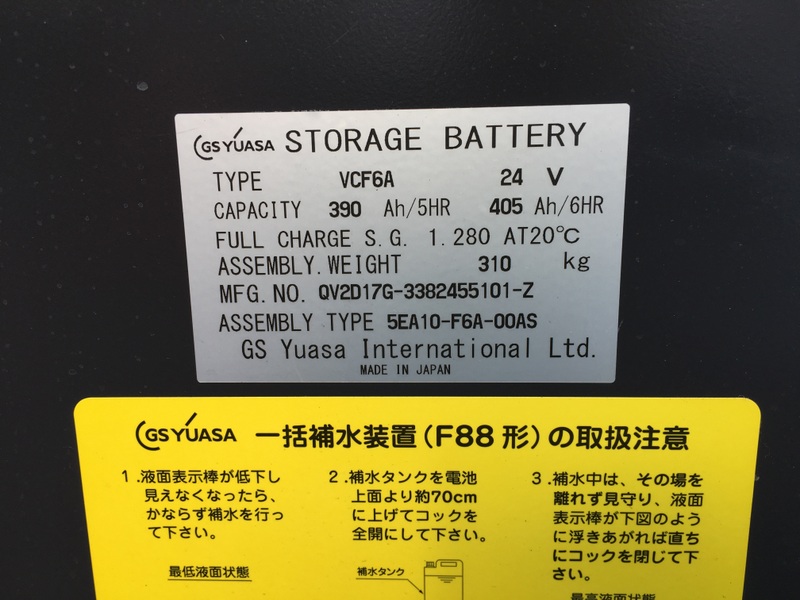 GS YUASA STORAGE BATTERY
TYPE VCF6A 24 V
CAPACITY 390 Ah/5HR 405 Ah/6HR
FULL CHARGE S.G. 1.280 AT20℃
ASSEMBLY.WEIGHT 310 kg
MFG.NO. QV2D17G-3382455101-Z
ASSEMBLY TYPE 5EA10-F6A-00AS
GS Yuasa International Ltd.
MADE IN JAPAN
GS YUASA 一括補水装置(F88形)の取扱注意
1.液面表示棒が低下し
見えなくなったら、
かならず補水を行っ
て下さい。
最低液面状態
2.補水タンクを電池
上面より約70cm
に上げてコックを
全開にして下さい。
補水タンク
3.補水中は、その場を
離れず見守り、液面
表示棒が下図のよう
に浮きあがれば直ち
にコックを閉じて下
さい。
最高液面状態